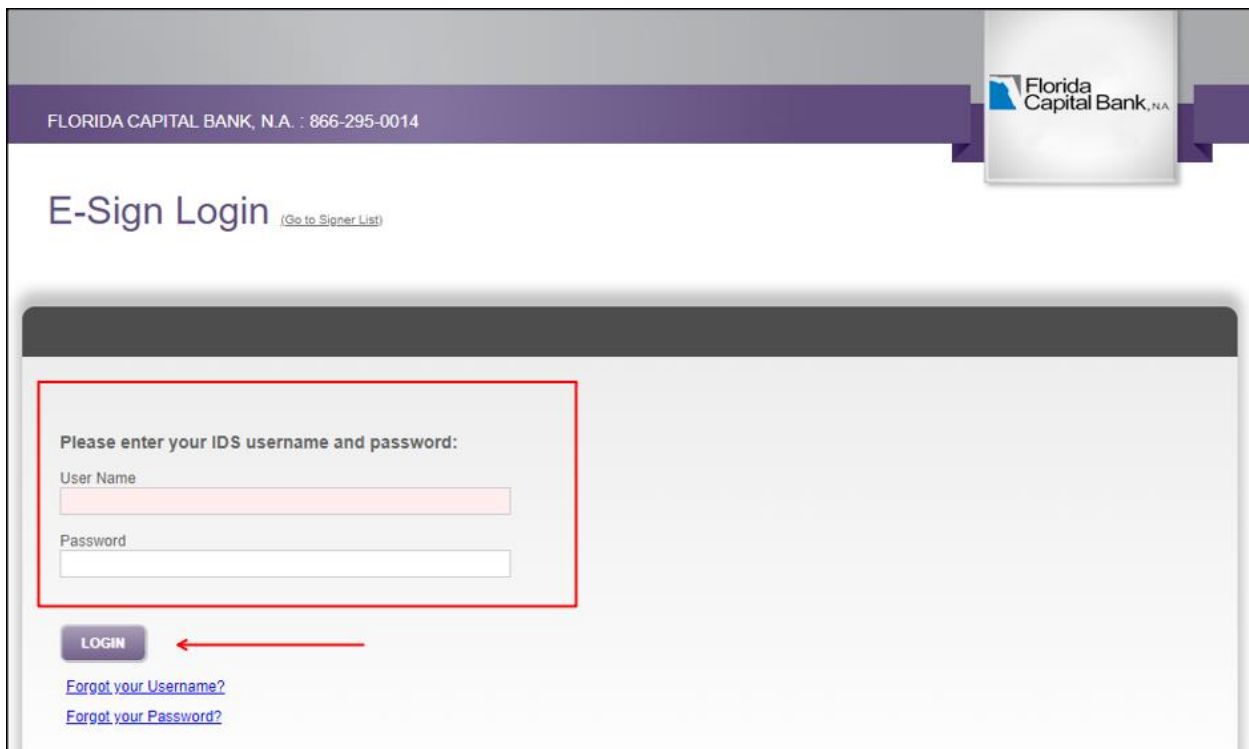 Florida
Capital Bank, N.A.
FLORIDA CAPITAL BANK, N.A. : 866-295-0014
E-Sign Login (Go to Signer List)
Please enter your IDS username and password:
User Name
Password
LOGIN
Forgot your Username?
Forgot your Password?